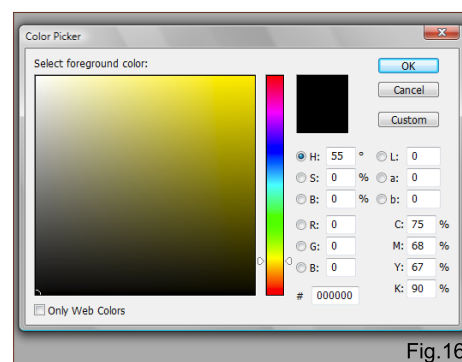 Color Picker
Select foreground color:
OK
Cancel
Custom
H: 55 ° L: 0
S: 0 % a: 0
B: 0 % b: 0
R: 0 C: 75 %
G: 0 M: 68 %
B: 0 Y: 67 %
# 000000 K: 90 %
Only Web Colors
Fig.16